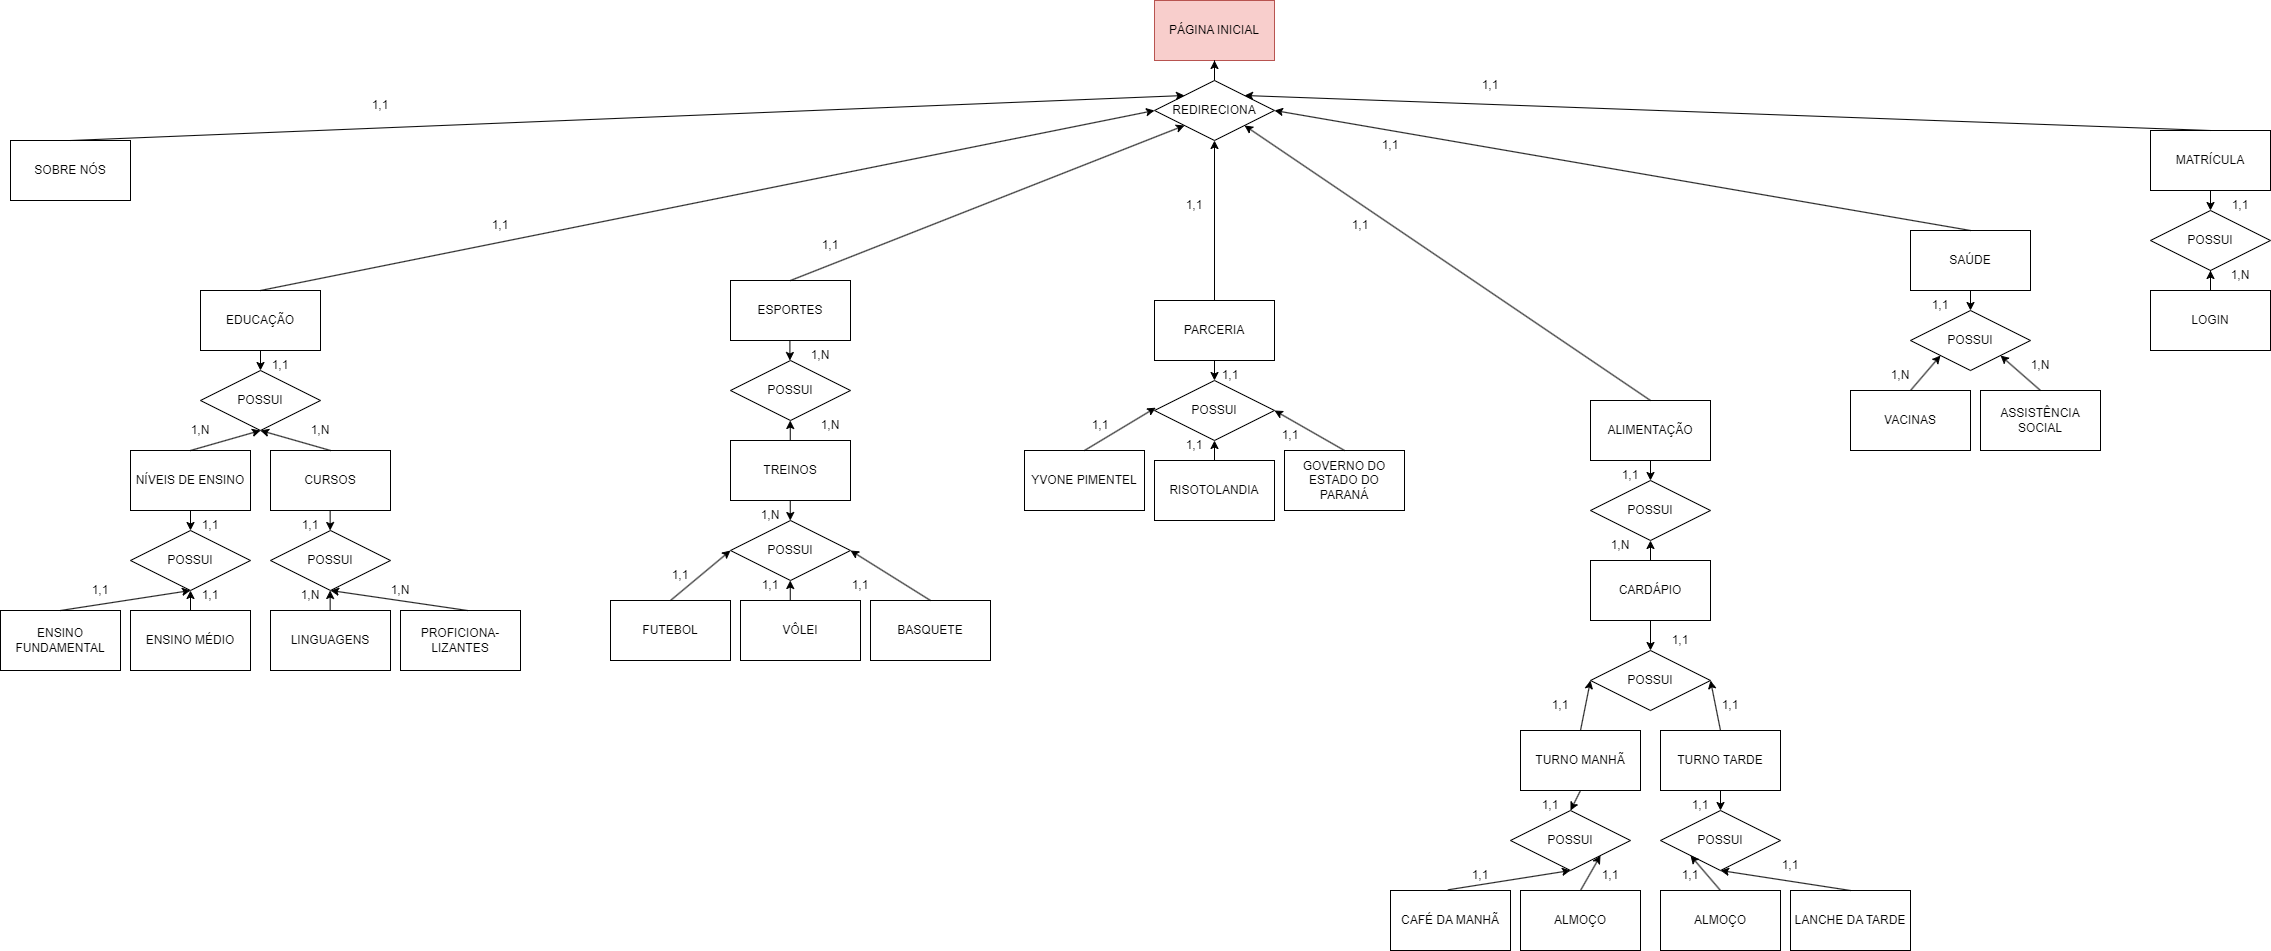 PÁGINA INICIAL
1,1
1,1
REDIRECIONA
1,1
MATRÍCULA
SOBRE NÓS
1,1
1,1
1,1
1,1
1,1
POSSUI
1,1
SAÚDE
1,N
1,1
EDUCAÇÃO
ESPORTES
PARCERIA
LOGIN
POSSUI
1,1
1,N
1,1
1,N
1,N
POSSUI
POSSUI
POSSUI
VACINAS
ASSISTÊNCIA
SOCIAL
1,N
1,N
1,N
1,1
1,1
1,1
ALIMENTAÇÃO
NÍVEIS DE ENSINO
CURSOS
TREINOS
YVONE PIMENTEL
RISOTOLANDIA
GOVERNO DO
ESTADO DO
PARANÁ
1,1
1,1
1,1
1,N
POSSUI
POSSUI
POSSUI
POSSUI
1,N
1,1
1,1
1,N
1,N
1,1
1,1
1,1
CARDÁPIO
ENSINO
FUNDAMENTAL
ENSINO MÉDIO
LINGUAGENS
PROFICIONA-
LIZANTES
FUTEBOL
VÔLEI
BASQUETE
1,1
POSSUI
1,1
1,1
TURNO MANHÃ
TURNO TARDE
1,1
1,1
POSSUI
POSSUI
1,1
1,1
1,1
1,1
CAFÉ DA MANHÃ
ALMOÇO
ALMOÇO
LANCHE DA TARDE